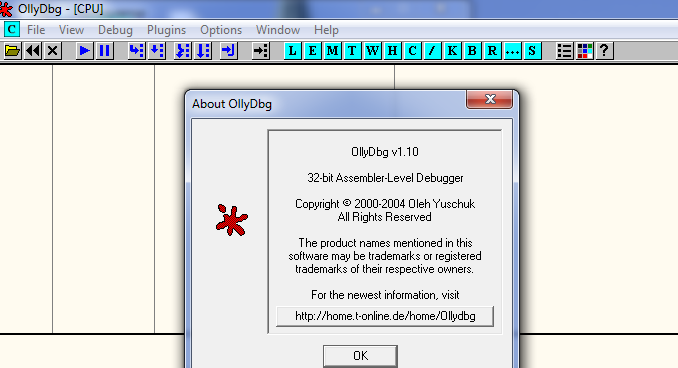 OllyDbg - [CPU]
C File View Debug Plugins Options Window Help
L E M T W H C / K B R ... S ?
About OllyDbg
OllyDbg v1.10
32-bit Assembler-Level Debugger
Copyright © 2000-2004 Oleh Yuschuk
All Rights Reserved
The product names mentioned in this
software may be trademarks or registered
trademarks of their respective owners.
For the newest information, visit
http://home.t-online.de/home/Ollydbg
OK